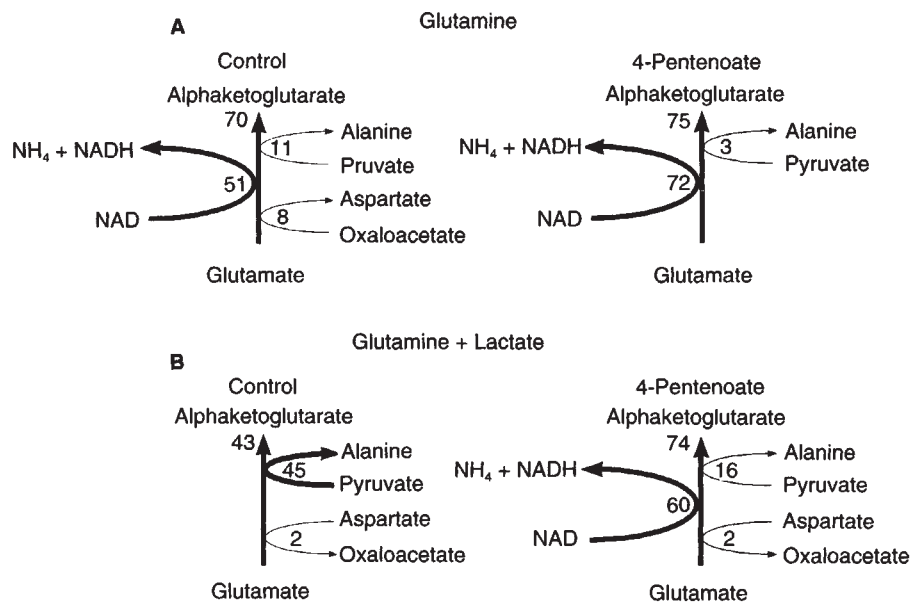 A
Glutamine
Control
4-Pentenoate
Alphaketoglutarate
Alphaketoglutarate
70
Alanine
11
Pruvate
NH4 + NADH
51
Aspartate
8
NAD
Oxaloacetate
Glutamate
75
Alanine
3
Pyruvate
NH4 + NADH
72
NAD
Glutamate
Glutamine + Lactate
B
Control
4-Pentenoate
Alphaketoglutarate
Alphaketoglutarate
43
Alanine
45
Pyruvate
Aspartate
2
Oxaloacetate
Glutamate
74
Alanine
NH4 + NADH
16
Pyruvate
60
Aspartate
NAD
2
Oxaloacetate
Glutamate